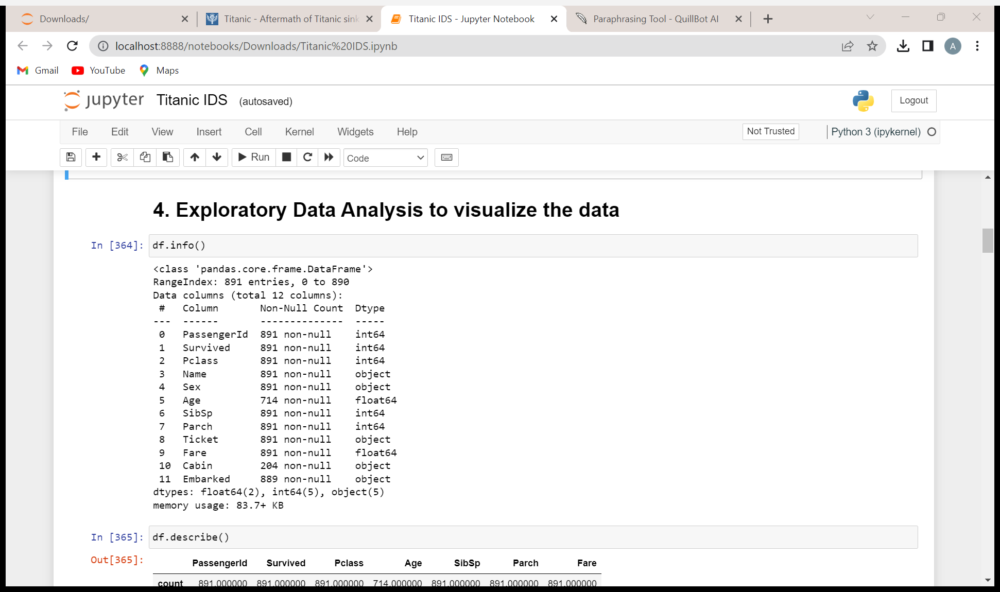 Downloads/
Titanic - Aftermath of Titanic sink
Titanic IDS - Jupyter Notebook
Paraphrasing Tool - QuillBot AI
localhost:8888/notebooks/Downloads/Titanic%20IDS.ipynb
A
Gmail YouTube Maps
jupyter Titanic IDS (autosaved)
Logout
File Edit View Insert Cell Kernel Widgets Help
Not Trusted
Python 3 (ipykernel)
Run
Code
4. Exploratory Data Analysis to visualize the data
In [364]: df.info()
<class 'pandas.core.frame.DataFrame'>
RangeIndex: 891 entries, 0 to 890
Data columns (total 12 columns):
 #   Column       Non-Null Count  Dtype
---  ------       --------------  -----
 0   PassengerId  891 non-null    int64
 1   Survived     891 non-null    int64
 2   Pclass       891 non-null    int64
 3   Name         891 non-null    object
 4   Sex          891 non-null    object
 5   Age          714 non-null    float64
 6   SibSp        891 non-null    int64
 7   Parch        891 non-null    int64
 8   Ticket       891 non-null    object
 9   Fare         891 non-null    float64
 10  Cabin        204 non-null    object
 11  Embarked     889 non-null    object
dtypes: float64(2), int64(5), object(5)
memory usage: 83.7+ KB
In [365]: df.describe()
Out[365]:
PassengerId Survived Pclass Age SibSp Parch Fare
count 891.000000 891.000000 891.000000 714.000000 891.000000 891.000000 891.000000